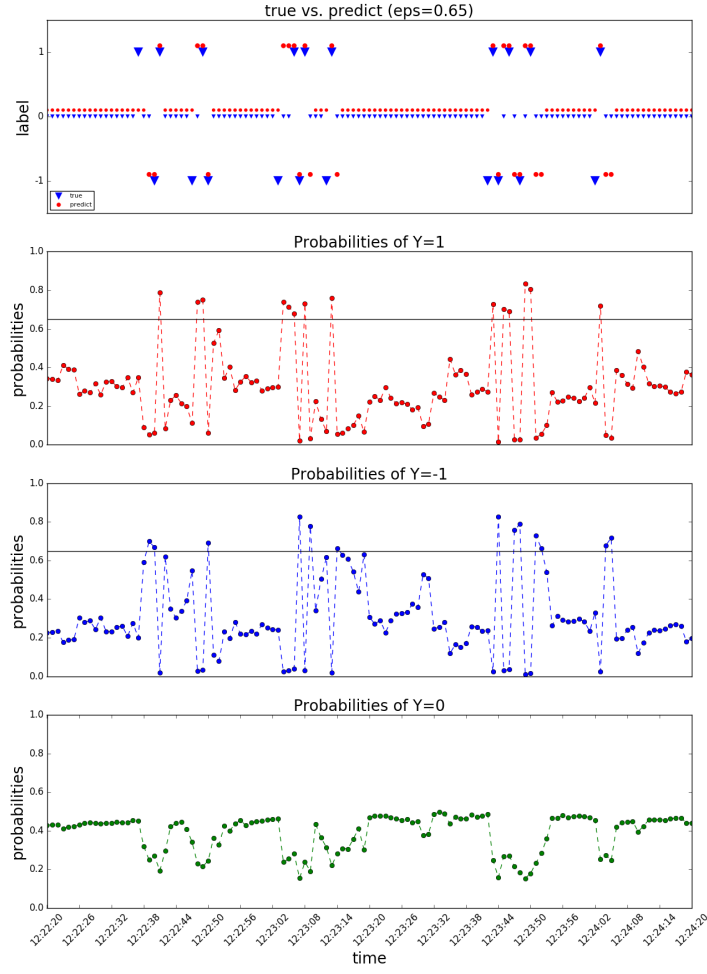 true vs. predict (eps=0.65)
label
1
0
-1
true
predict
Probabilities of Y=1
probabilities
1.0
0.8
0.6
0.4
0.2
0.0
Probabilities of Y=-1
probabilities
1.0
0.8
0.6
0.4
0.2
0.0
Probabilities of Y=0
probabilities
1.0
0.8
0.6
0.4
0.2
0.0
12:22:20 12:22:26 12:22:32 12:22:38 12:22:44 12:22:50 12:22:56 12:23:02 12:23:08 12:23:14 12:23:20 12:23:26 12:23:32 12:23:38 12:23:44 12:23:50 12:23:56 12:24:02 12:24:08 12:24:14 12:24:20
time